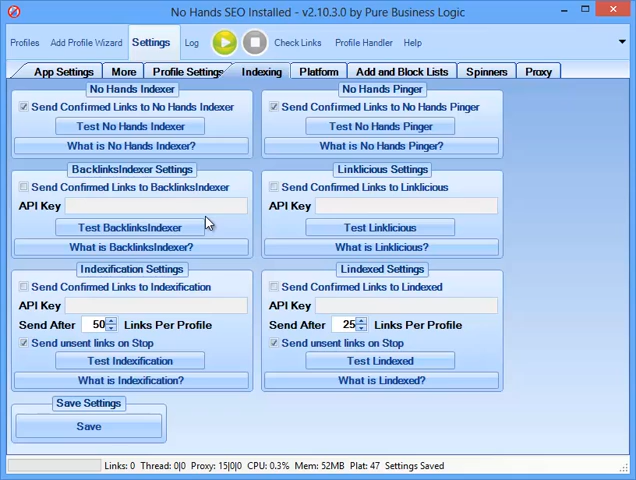 No Hands SEO Installed - v2.10.3.0 by Pure Business Logic
Profiles Add Profile Wizard Settings Log Check Links Profile Handler Help
App Settings More Profile Settings Indexing Platform Add and Block Lists Spinners Proxy
No Hands Indexer
Send Confirmed Links to No Hands Indexer
Test No Hands Indexer
What is No Hands Indexer?
No Hands Pinger
Send Confirmed Links to No Hands Pinger
Test No Hands Pinger
What is No Hands Pinger?
BacklinksIndexer Settings
Send Confirmed Links to BacklinksIndexer
API Key
Test BacklinksIndexer
What is BacklinksIndexer?
Linklicious Settings
Send Confirmed Links to Linklicious
API Key
Test Linklicious
What is Linklicious?
Indexification Settings
Send Confirmed Links to Indexification
API Key
Send After 50 Links Per Profile
Send unsent links on Stop
Test Indexification
What is Indexification?
Lindexed Settings
Send Confirmed Links to Lindexed
API Key
Send After 25 Links Per Profile
Send unsent links on Stop
Test Lindexed
What is Lindexed?
Save Settings
Save
Links: 0 Thread: 0|0 Proxy: 15|0|0 CPU: 0.3% Mem: 52MB Plat: 47 Settings Saved